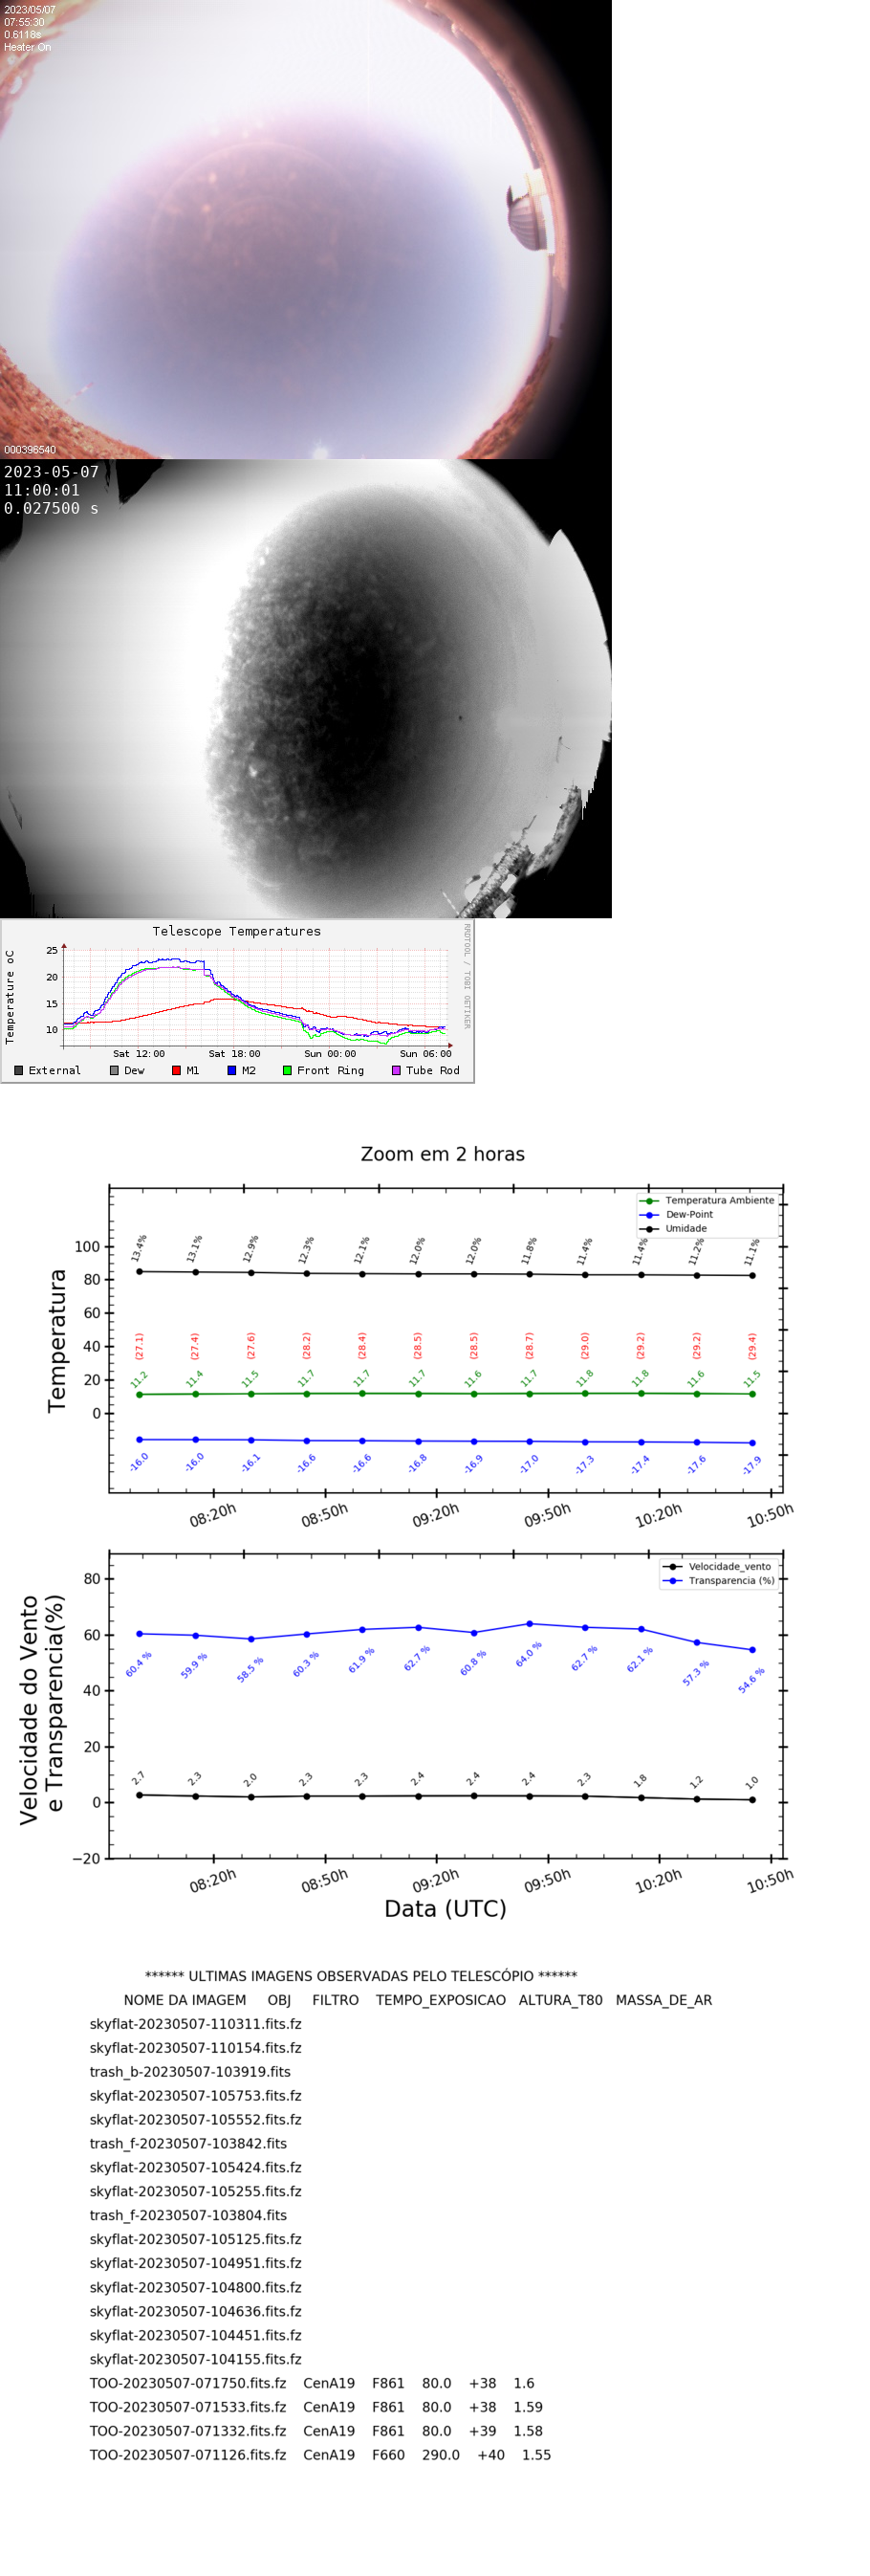 2023/05/07
07:55:30
0.6118s
Heater On
000396540
2023-05-07
11:00:01
0.027500 s
Telescope Temperatures
RRDTOOL / TOBI OETIKER
Temperature oC
25
20
15
10
Sat 12:00 Sat 18:00 Sun 00:00 Sun 06:00
External Dew M1 M2 Front Ring Tube Rod
Zoom em 2 horas
Temperatura Ambiente
Dew-Point
Umidade
Temperatura
100
80
60
40
20
0
13.4% 13.1% 12.9% 12.3% 12.1% 12.0% 12.0% 11.8% 11.4% 11.4% 11.2% 11.1%
(27.1) (27.4) (27.6) (28.2) (28.4) (28.5) (28.5) (28.7) (29.0) (29.2) (29.2) (29.4)
11.2 11.4 11.5 11.7 11.7 11.7 11.6 11.7 11.8 11.8 11.6 11.5
-16.0 -16.0 -16.1 -16.6 -16.6 -16.8 -16.9 -17.0 -17.3 -17.4 -17.6 -17.9
08:20h 08:50h 09:20h 09:50h 10:20h 10:50h
Velocidade_vento
Transparencia (%)
Velocidade do Vento
e Transparencia(%)
80
60
40
20
0
−20
60.4 % 59.9 % 58.5 % 60.3 % 61.9 % 62.7 % 60.8 % 64.0 % 62.7 % 62.1 % 57.3 % 54.6 %
2.7 2.3 2.0 2.3 2.3 2.4 2.4 2.4 2.3 1.8 1.2 1.0
08:20h 08:50h 09:20h 09:50h 10:20h 10:50h
Data (UTC)
****** ULTIMAS IMAGENS OBSERVADAS PELO TELESCÓPIO ******
NOME DA IMAGEM OBJ FILTRO TEMPO_EXPOSICAO ALTURA_T80 MASSA_DE_AR
skyflat-20230507-110311.fits.fz
skyflat-20230507-110154.fits.fz
trash_b-20230507-103919.fits
skyflat-20230507-105753.fits.fz
skyflat-20230507-105552.fits.fz
trash_f-20230507-103842.fits
skyflat-20230507-105424.fits.fz
skyflat-20230507-105255.fits.fz
trash_f-20230507-103804.fits
skyflat-20230507-105125.fits.fz
skyflat-20230507-104951.fits.fz
skyflat-20230507-104800.fits.fz
skyflat-20230507-104636.fits.fz
skyflat-20230507-104451.fits.fz
skyflat-20230507-104155.fits.fz
TOO-20230507-071750.fits.fz CenA19 F861 80.0 +38 1.6
TOO-20230507-071533.fits.fz CenA19 F861 80.0 +38 1.59
TOO-20230507-071332.fits.fz CenA19 F861 80.0 +39 1.58
TOO-20230507-071126.fits.fz CenA19 F660 290.0 +40 1.55